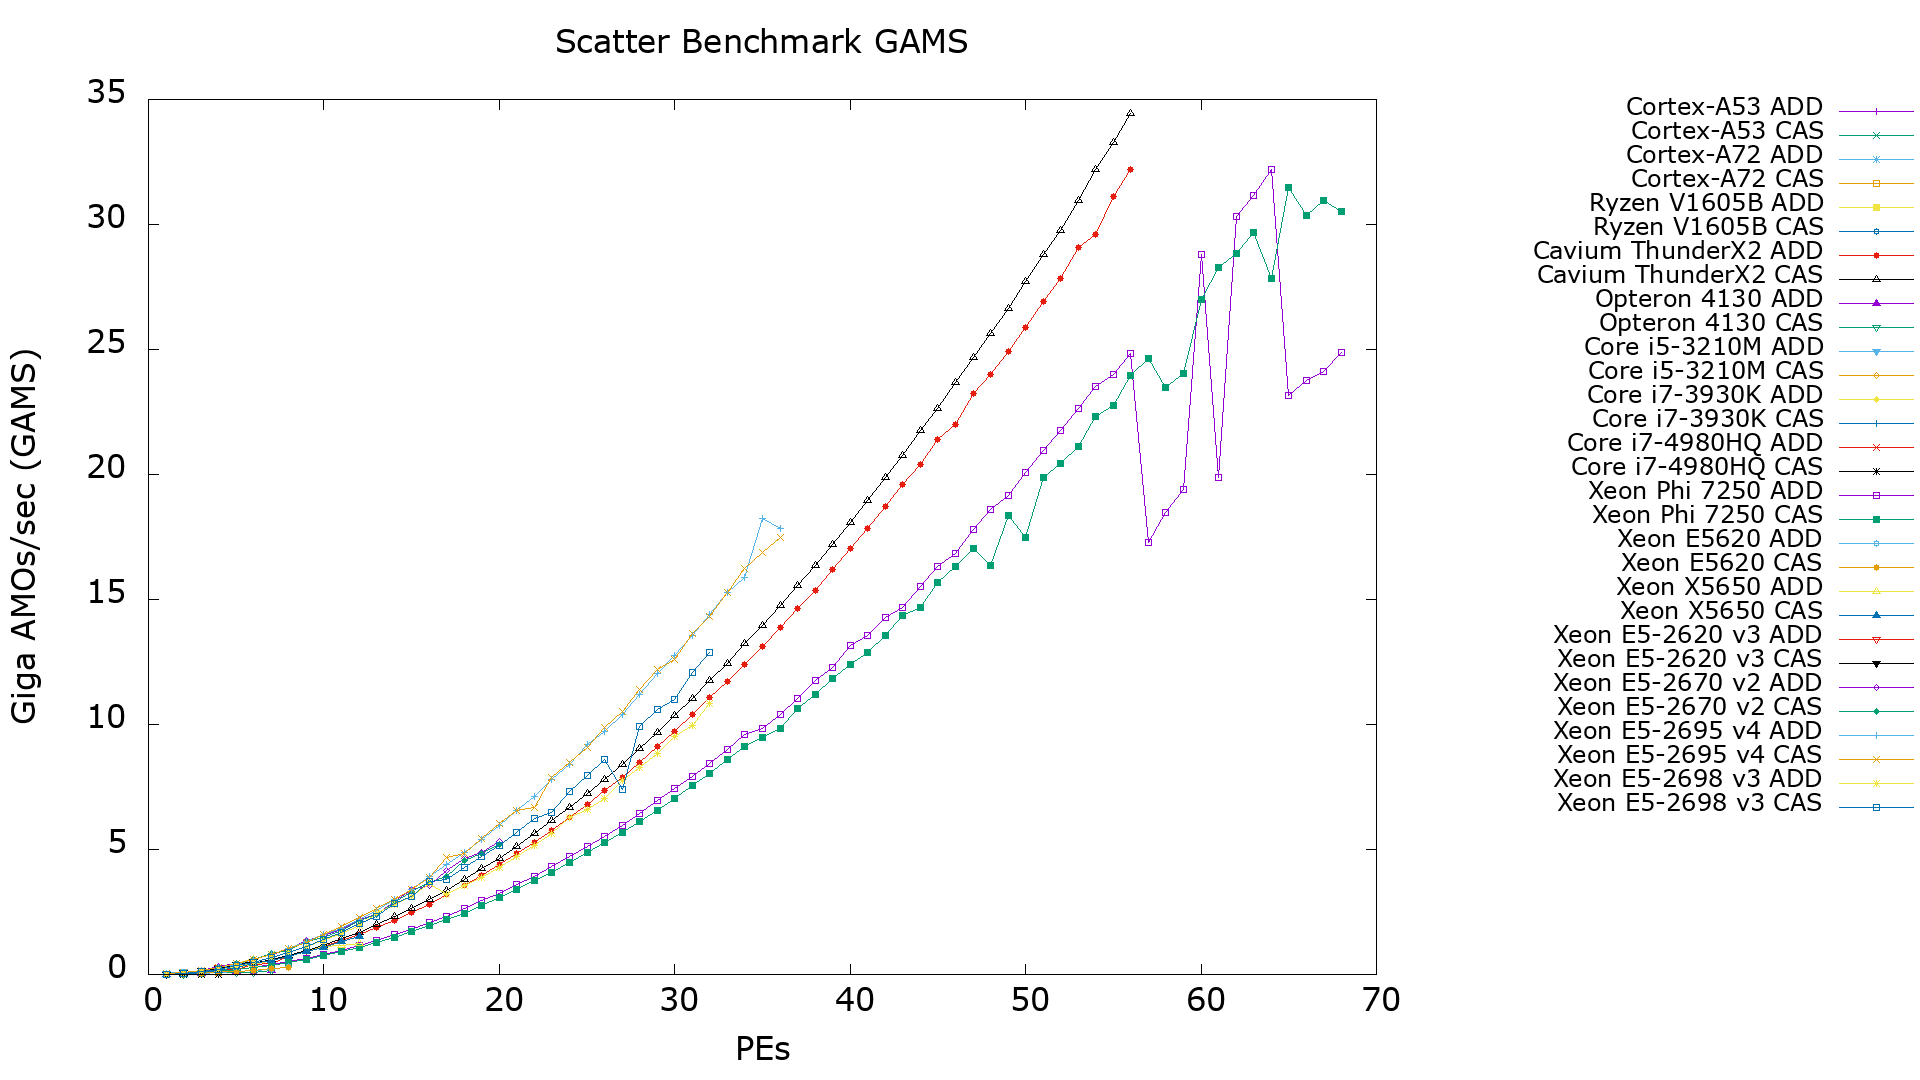 Scatter Benchmark GAMS
Giga AMOs/sec (GAMS)
35
30
25
20
15
10
5
0
0 10 20 30 40 50 60 70
PEs
Cortex-A53 ADD
Cortex-A53 CAS
Cortex-A72 ADD
Cortex-A72 CAS
Ryzen V1605B ADD
Ryzen V1605B CAS
Cavium ThunderX2 ADD
Cavium ThunderX2 CAS
Opteron 4130 ADD
Opteron 4130 CAS
Core i5-3210M ADD
Core i5-3210M CAS
Core i7-3930K ADD
Core i7-3930K CAS
Core i7-4980HQ ADD
Core i7-4980HQ CAS
Xeon Phi 7250 ADD
Xeon Phi 7250 CAS
Xeon E5620 ADD
Xeon E5620 CAS
Xeon X5650 ADD
Xeon X5650 CAS
Xeon E5-2620 v3 ADD
Xeon E5-2620 v3 CAS
Xeon E5-2670 v2 ADD
Xeon E5-2670 v2 CAS
Xeon E5-2695 v4 ADD
Xeon E5-2695 v4 CAS
Xeon E5-2698 v3 ADD
Xeon E5-2698 v3 CAS